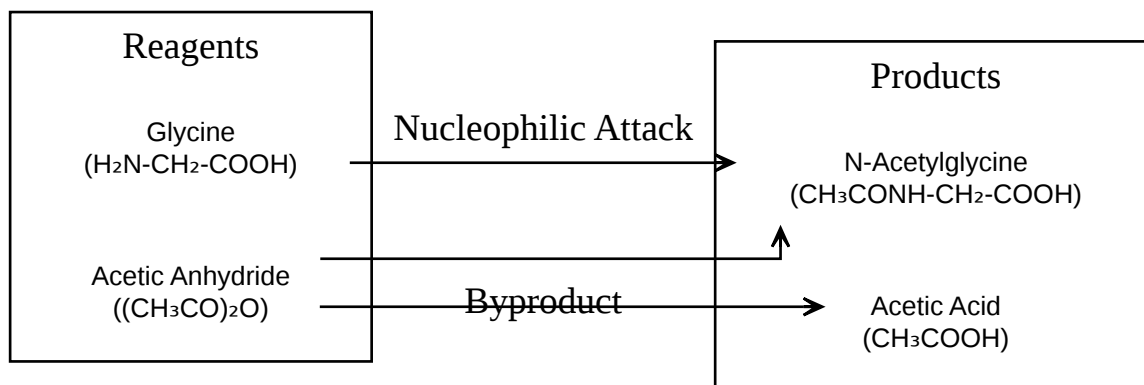 Reagents
Glycine
(H₂N-CH₂-COOH)
Acetic Anhydride
((CH₃CO)₂O)
Nucleophilic Attack
Byproduct
Products
N-Acetylglycine
(CH₃CONH-CH₂-COOH)
Acetic Acid
(CH₃COOH)